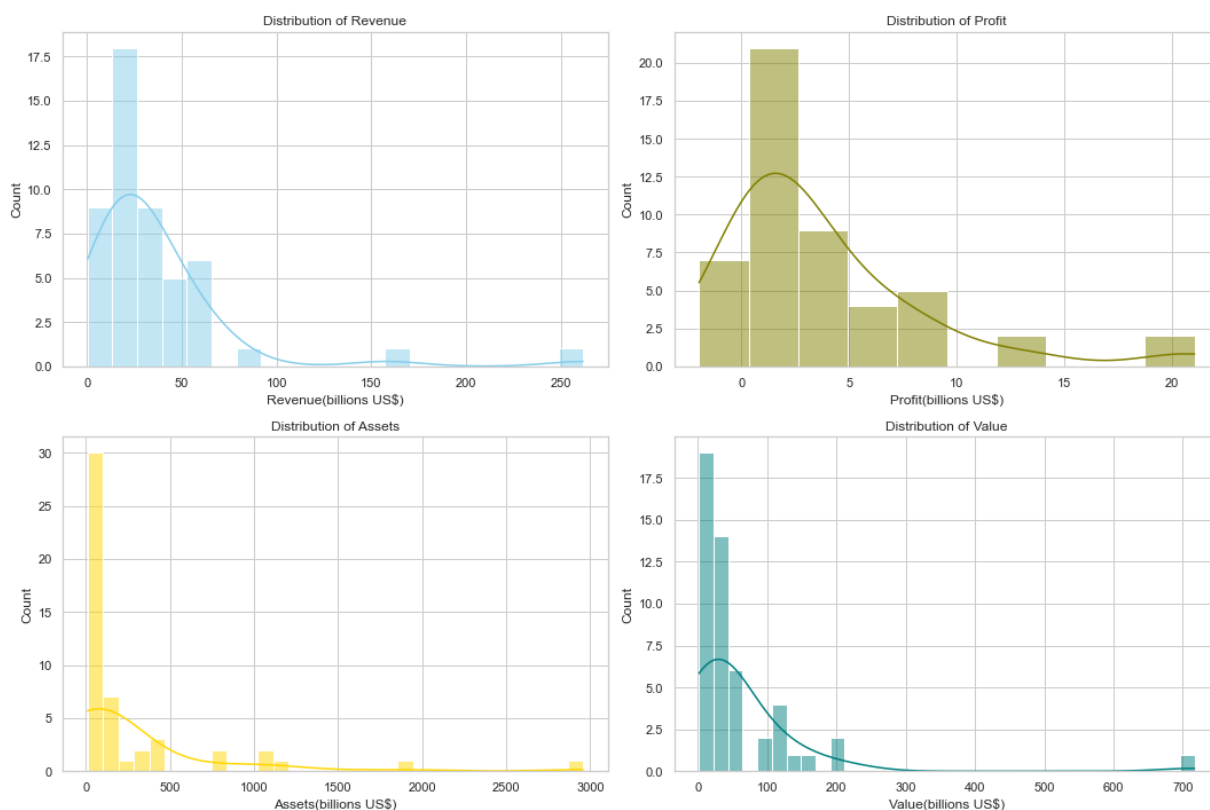 Distribution of Revenue
17.5
15.0
12.5
10.0
7.5
5.0
2.5
0.0
Count
0 50 100 150 200 250
Revenue(billions US$)
Distribution of Profit
20.0
17.5
15.0
12.5
10.0
7.5
5.0
2.5
0.0
Count
0 5 10 15 20
Profit(billions US$)
Distribution of Assets
30
25
20
15
10
5
0
Count
0 500 1000 1500 2000 2500 3000
Assets(billions US$)
Distribution of Value
17.5
15.0
12.5
10.0
7.5
5.0
2.5
0.0
Count
0 100 200 300 400 500 600 700
Value(billions US$)